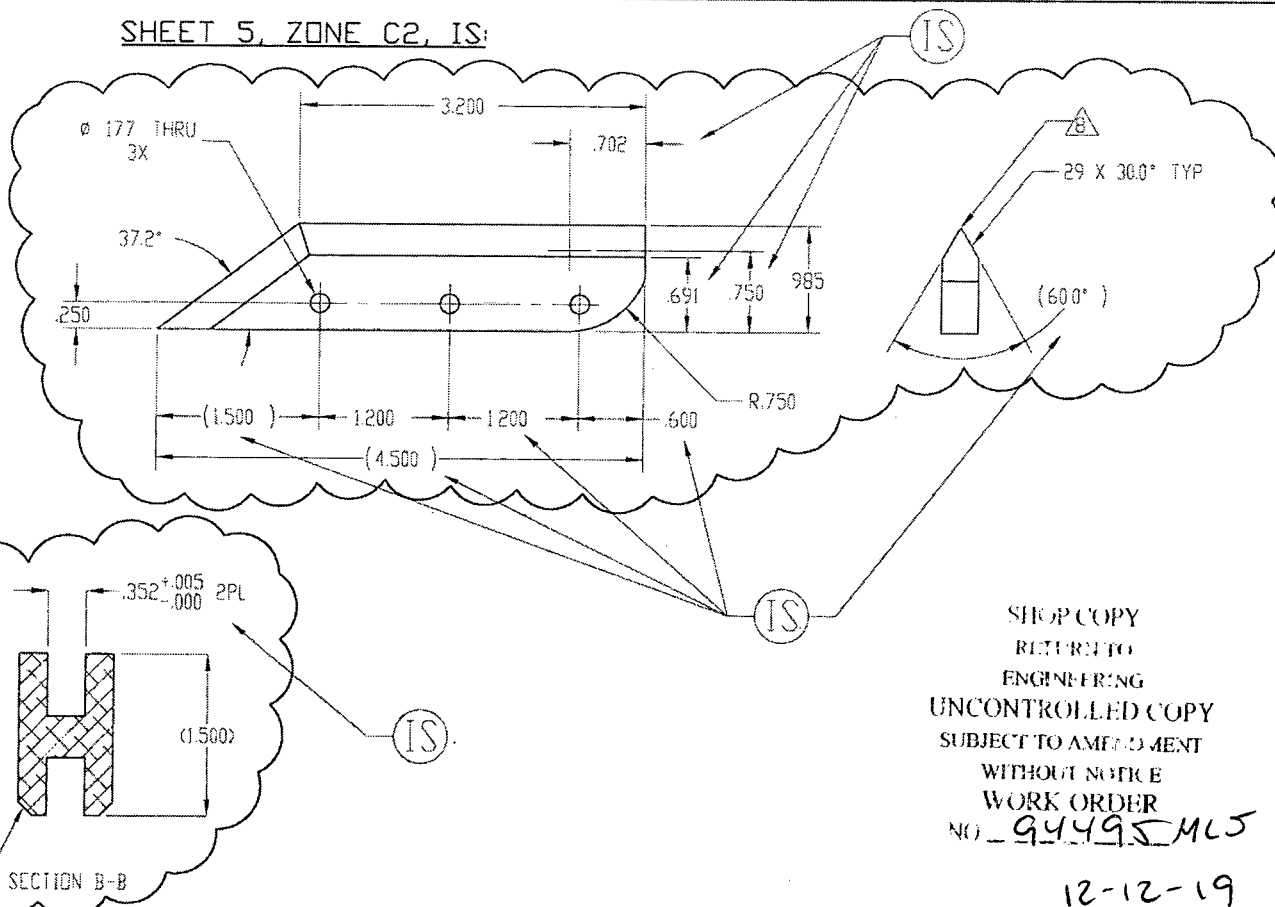 SHEET 5, ZONE C2, IS:
IS
3.200
ø 177 THRU
3X
.702
8
29 X 30.0° TYP
37.2°
.250
.691
.750
985
(60.0° )
R.750
(1.500 )
1.200
1.200
.600
(4.500 )
.352 +.005 -.000 2PL
IS
(1.500)
IS
SECTION B-B
SHOP COPY
RETURN TO
ENGINEERING
UNCONTROLLED COPY
SUBJECT TO AMENDMENT
WITHOUT NOTICE
WORK ORDER
NO 94495 ML5
12-12-19